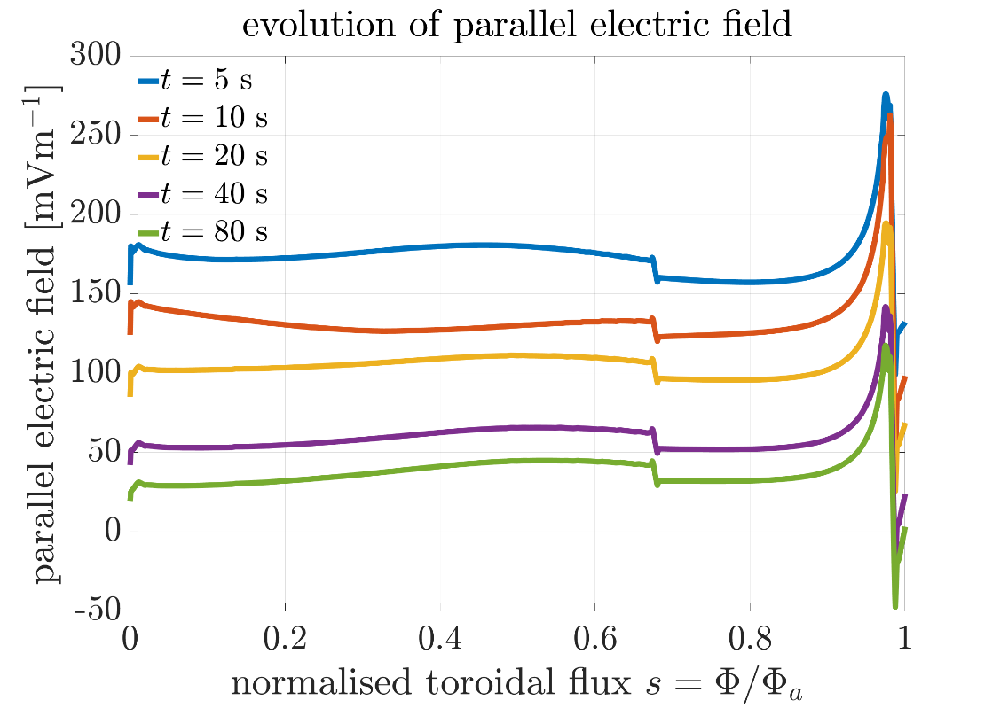 evolution of parallel electric field
parallel electric field [mVm⁻¹]
300
250
200
150
100
50
0
-50
t = 5 s
t = 10 s
t = 20 s
t = 40 s
t = 80 s
0 0.2 0.4 0.6 0.8 1
normalised toroidal flux s = Φ/Φₐ